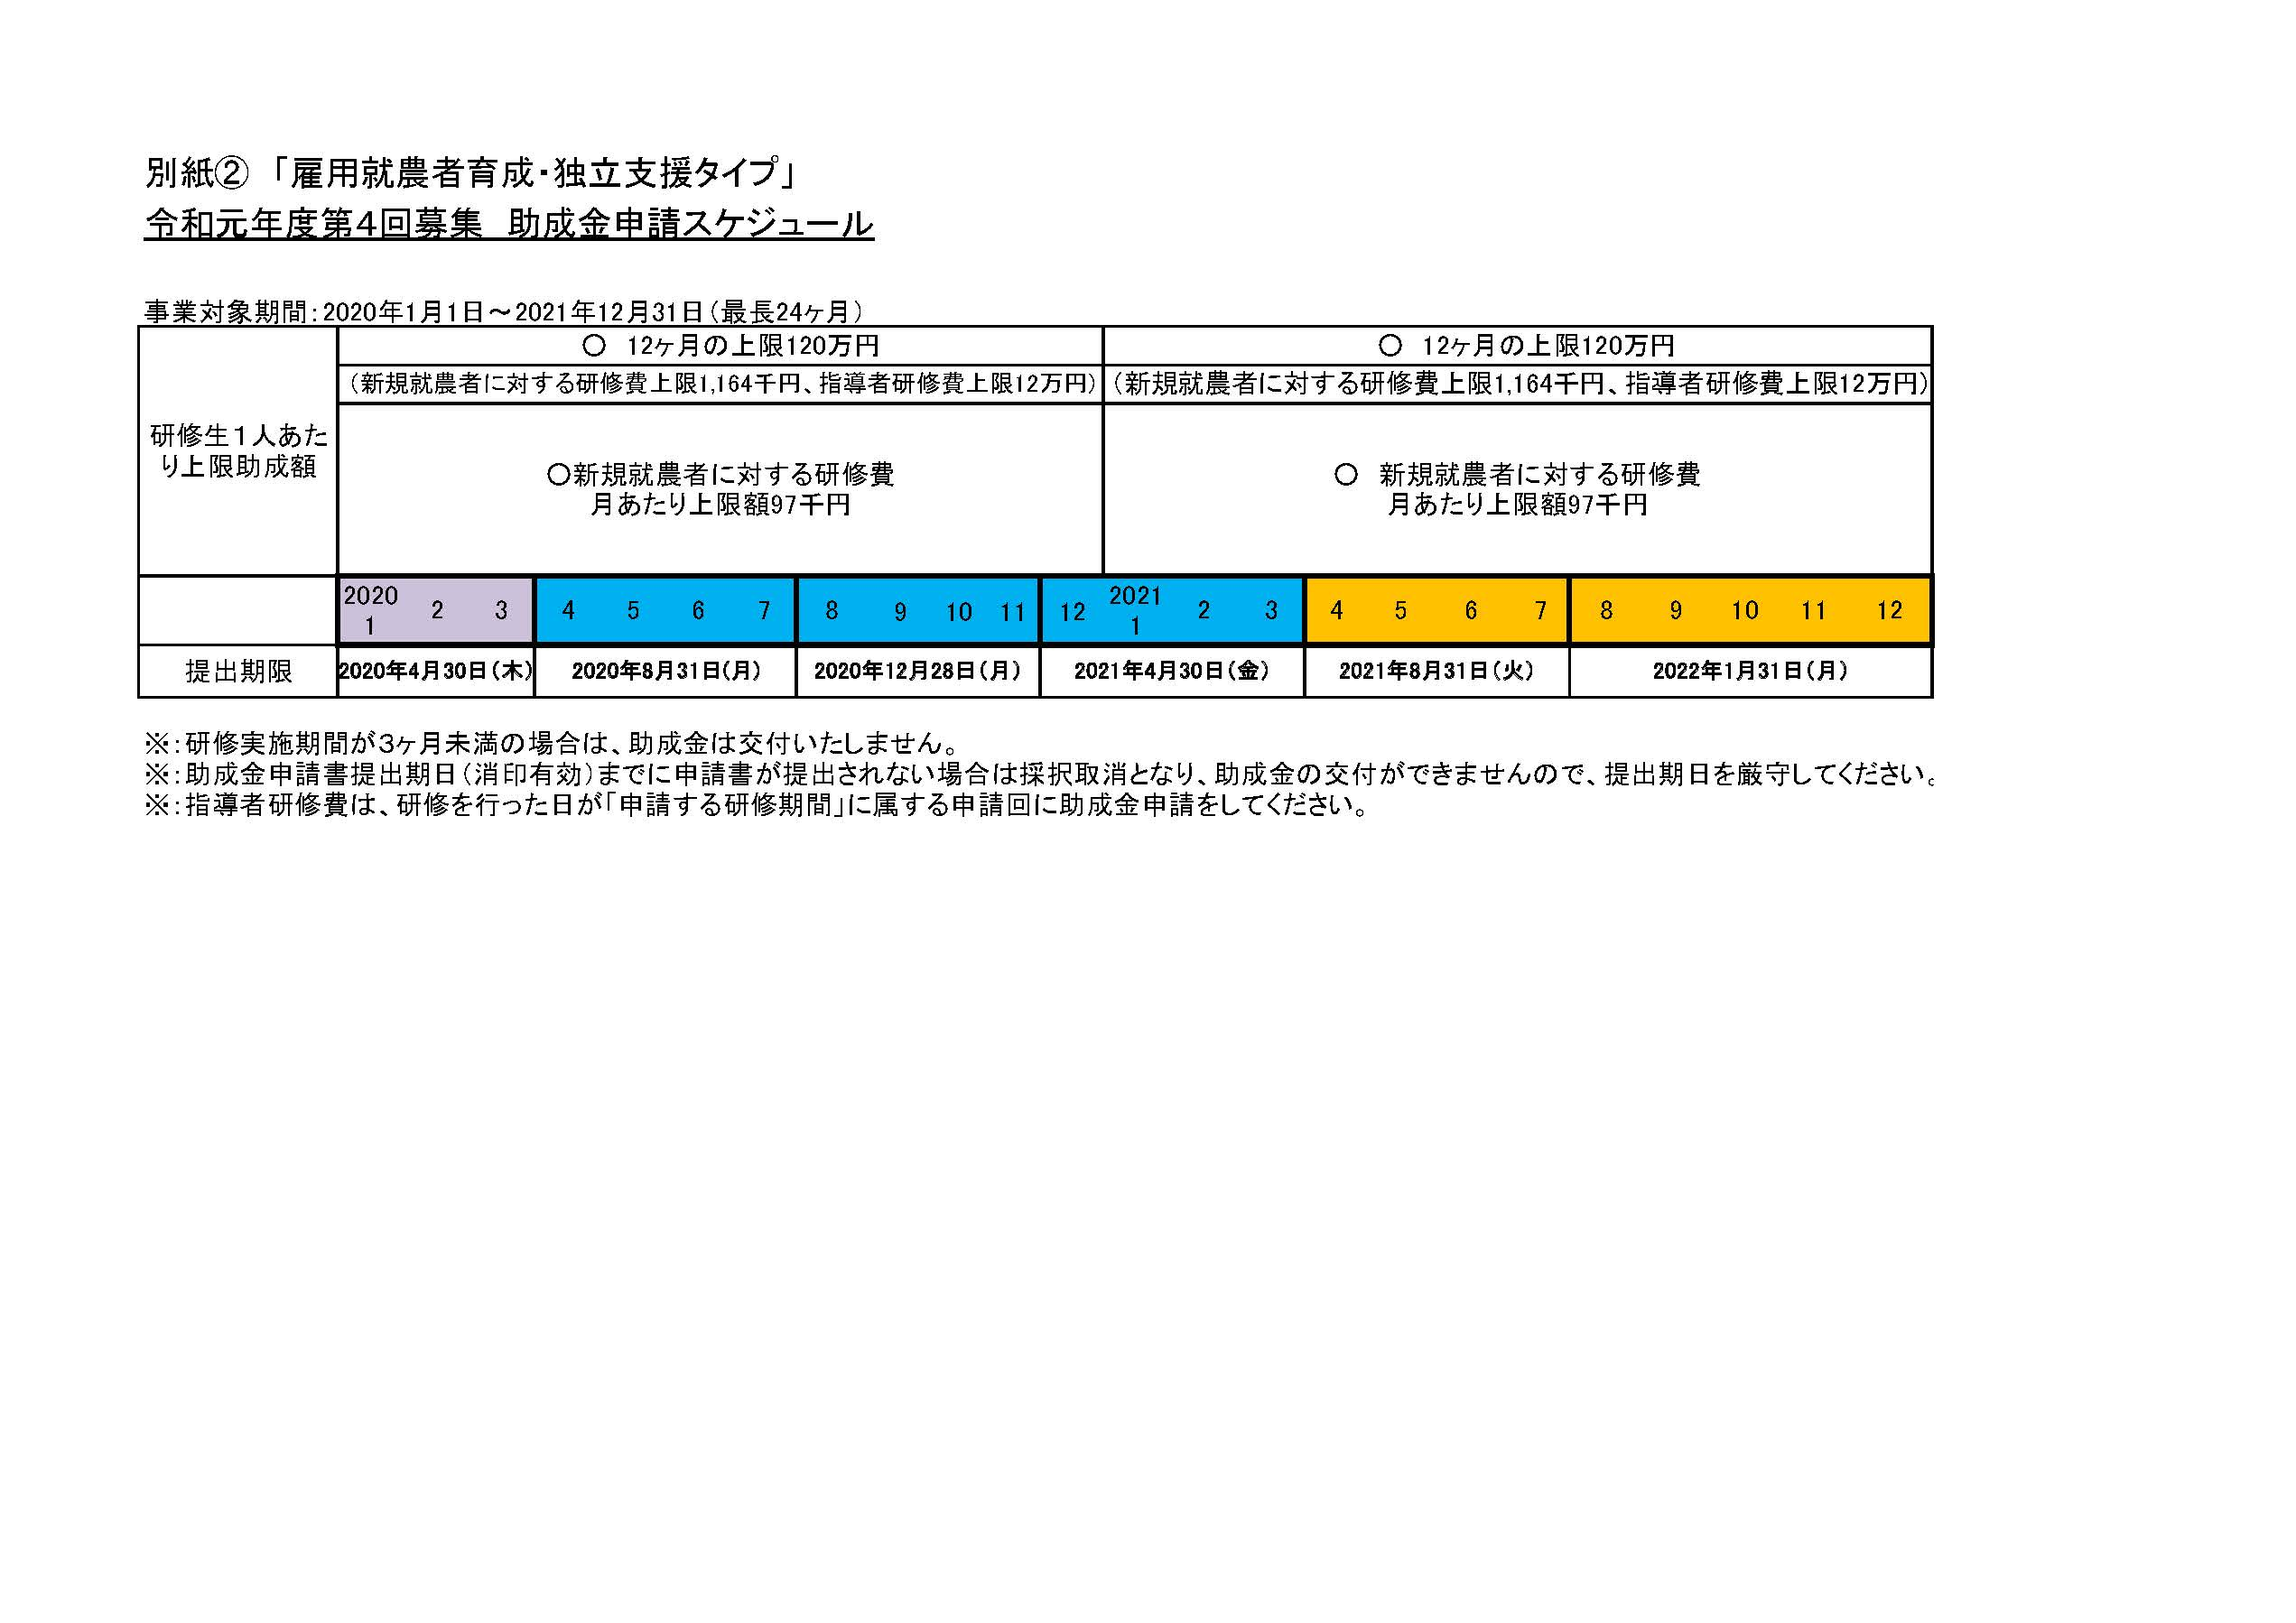 別紙② 「雇用就農者育成・独立支援タイプ」
令和元年度第４回募集　助成金申請スケジュール
事業対象期間：2020年1月1日～2021年12月31日（最長24ヶ月）
○　12ヶ月の上限120万円
○　12ヶ月の上限120万円
（新規就農者に対する研修費上限1,164千円、指導者研修費上限12万円）
（新規就農者に対する研修費上限1,164千円、指導者研修費上限12万円）
研修生１人あた
り上限助成額
○新規就農者に対する研修費
月あたり上限額97千円
○　新規就農者に対する研修費
月あたり上限額97千円
2020 1 2 3 4 5 6 7 8 9 10 11 12 2021 1 2 3 4 5 6 7 8 9 10 11 12
提出期限 2020年4月30日（木） 2020年8月31日（月） 2020年12月28日（月） 2021年4月30日（金） 2021年8月31日（火） 2022年1月31日（月）
※：研修実施期間が３ヶ月未満の場合は、助成金は交付いたしません。
※：助成金申請書提出期日（消印有効）までに申請書が提出されない場合は採択取消となり、助成金の交付ができませんので、提出期日を厳守してください。
※：指導者研修費は、研修を行った日が「申請する研修期間」に属する申請回に助成金申請をしてください。